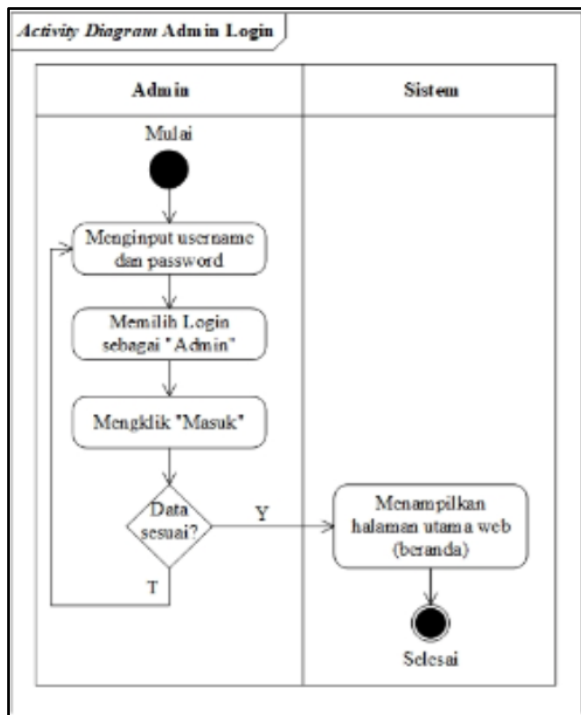 Activity Diagram Admin Login
Admin
Sistem
Mulai
Menginput username
dan password
Memilih Login
sebagai "Admin"
Mengklik "Masuk"
Data
sesuai?
Y
T
Menampilkan
halaman utama web
(beranda)
Selesai